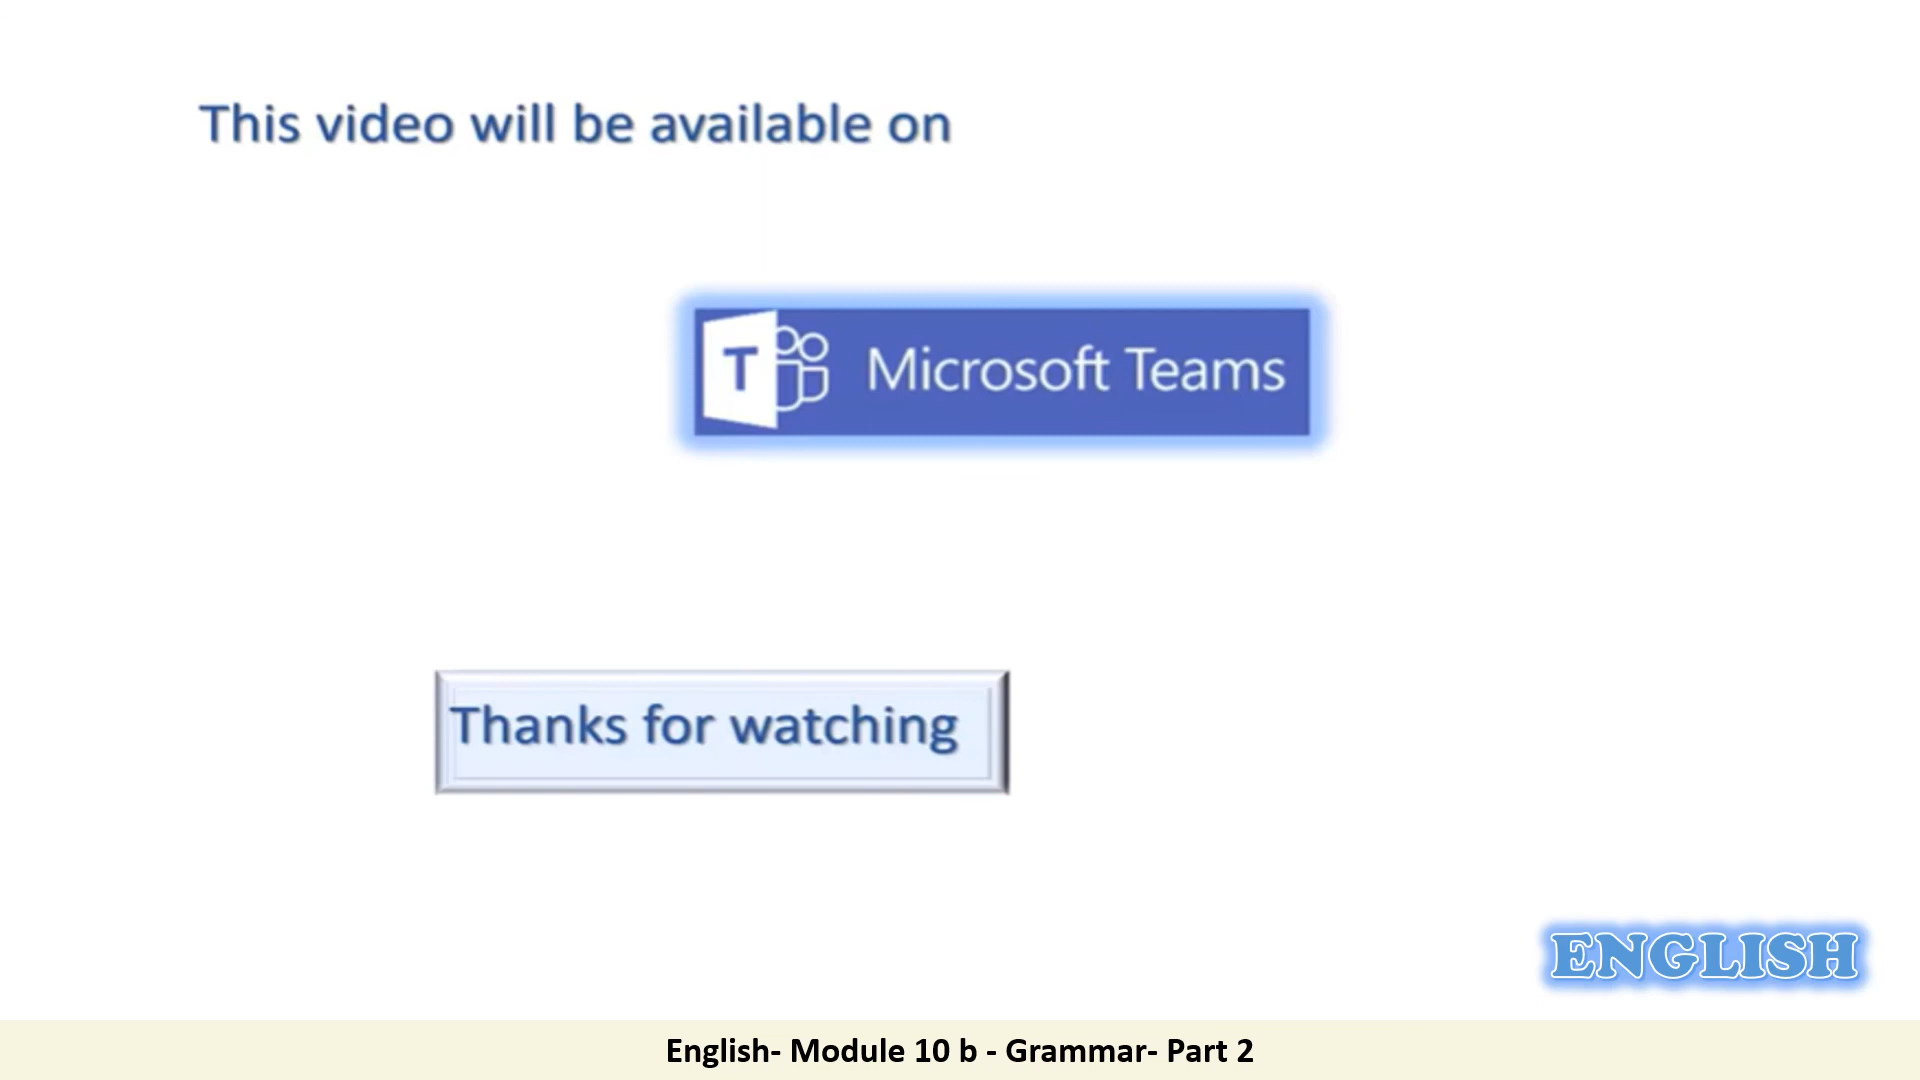 This video will be available on
T Microsoft Teams
Thanks for watching
ENGLISH
English- Module 10 b - Grammar- Part 2